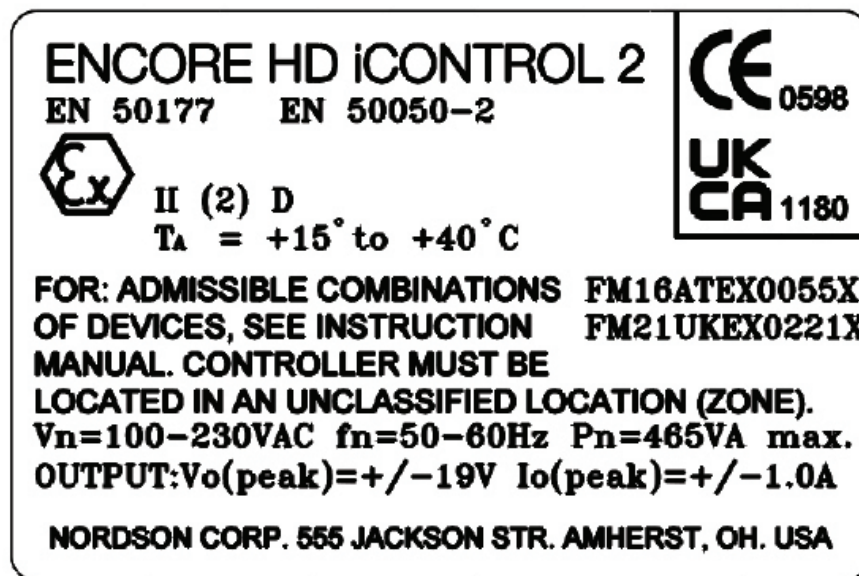 ENCORE HD iCONTROL 2
EN 50177 EN 50050-2
CE 0598
UK
CA 1180
Ex II (2) D
TA = +15° to +40°C
FOR: ADMISSIBLE COMBINATIONS FM16ATEX0055X
OF DEVICES, SEE INSTRUCTION FM21UKEX0221X
MANUAL. CONTROLLER MUST BE
LOCATED IN AN UNCLASSIFIED LOCATION (ZONE).
Vn=100-230VAC fn=50-60Hz Pn=465VA max.
OUTPUT:Vo(peak)=+/-19V Io(peak)=+/-1.0A
NORDSON CORP. 555 JACKSON STR. AMHERST, OH. USA